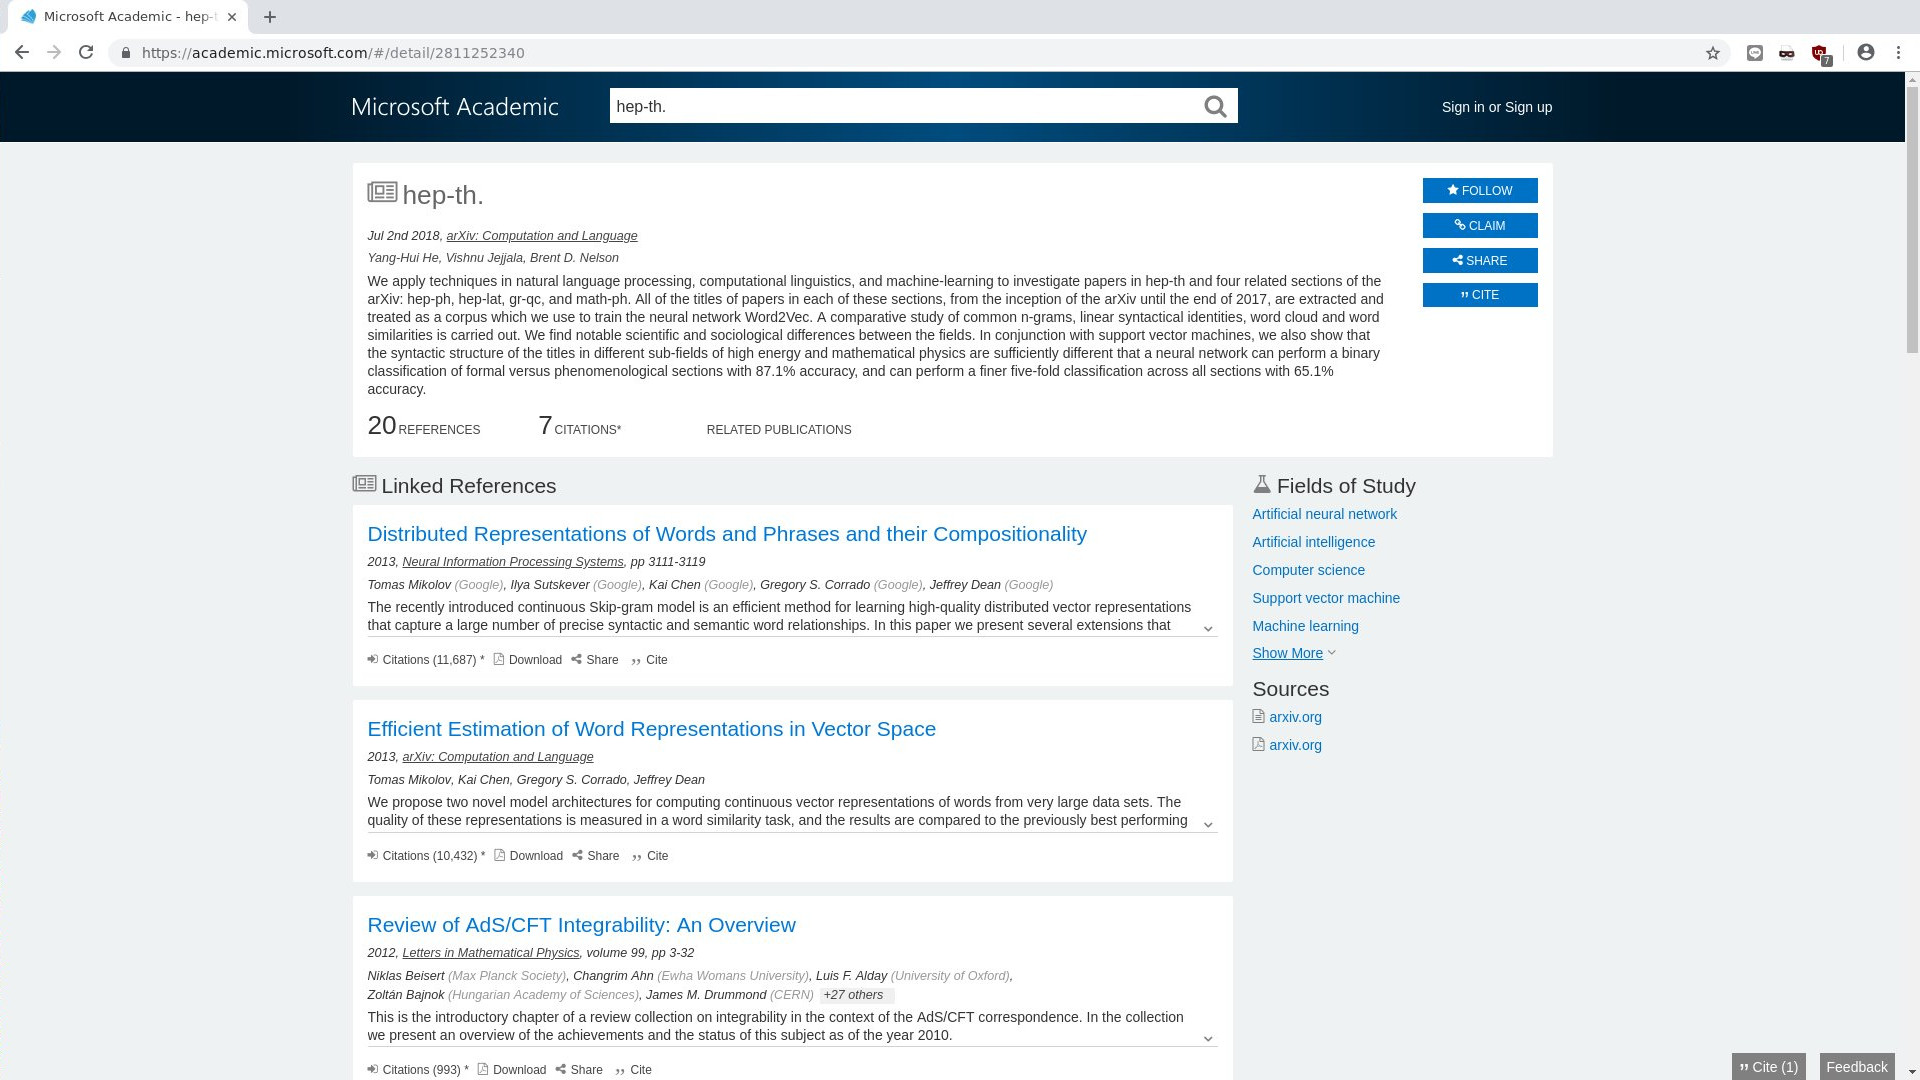 Microsoft Academic - hep-t
https://academic.microsoft.com/#/detail/2811252340
7
Microsoft Academic
hep-th.
Sign in or Sign up
hep-th.
FOLLOW
CLAIM
SHARE
CITE
Jul 2nd 2018, arXiv: Computation and Language
Yang-Hui He, Vishnu Jejjala, Brent D. Nelson
We apply techniques in natural language processing, computational linguistics, and machine-learning to investigate papers in hep-th and four related sections of the
arXiv: hep-ph, hep-lat, gr-qc, and math-ph. All of the titles of papers in each of these sections, from the inception of the arXiv until the end of 2017, are extracted and
treated as a corpus which we use to train the neural network Word2Vec. A comparative study of common n-grams, linear syntactical identities, word cloud and word
similarities is carried out. We find notable scientific and sociological differences between the fields. In conjunction with support vector machines, we also show that
the syntactic structure of the titles in different sub-fields of high energy and mathematical physics are sufficiently different that a neural network can perform a binary
classification of formal versus phenomenological sections with 87.1% accuracy, and can perform a finer five-fold classification across all sections with 65.1%
accuracy.
20 REFERENCES 7 CITATIONS* RELATED PUBLICATIONS
Linked References
Distributed Representations of Words and Phrases and their Compositionality
2013, Neural Information Processing Systems, pp 3111-3119
Tomas Mikolov (Google), Ilya Sutskever (Google), Kai Chen (Google), Gregory S. Corrado (Google), Jeffrey Dean (Google)
The recently introduced continuous Skip-gram model is an efficient method for learning high-quality distributed vector representations
that capture a large number of precise syntactic and semantic word relationships. In this paper we present several extensions that
Citations (11,687) * Download Share Cite
Efficient Estimation of Word Representations in Vector Space
2013, arXiv: Computation and Language
Tomas Mikolov, Kai Chen, Gregory S. Corrado, Jeffrey Dean
We propose two novel model architectures for computing continuous vector representations of words from very large data sets. The
quality of these representations is measured in a word similarity task, and the results are compared to the previously best performing
Citations (10,432) * Download Share Cite
Review of AdS/CFT Integrability: An Overview
2012, Letters in Mathematical Physics, volume 99, pp 3-32
Niklas Beisert (Max Planck Society), Changrim Ahn (Ewha Womans University), Luis F. Alday (University of Oxford),
Zoltán Bajnok (Hungarian Academy of Sciences), James M. Drummond (CERN) +27 others
This is the introductory chapter of a review collection on integrability in the context of the AdS/CFT correspondence. In the collection
we present an overview of the achievements and the status of this subject as of the year 2010.
Citations (993) * Download Share Cite
Fields of Study
Artificial neural network
Artificial intelligence
Computer science
Support vector machine
Machine learning
Show More
Sources
arxiv.org
arxiv.org
Cite (1)
Feedback